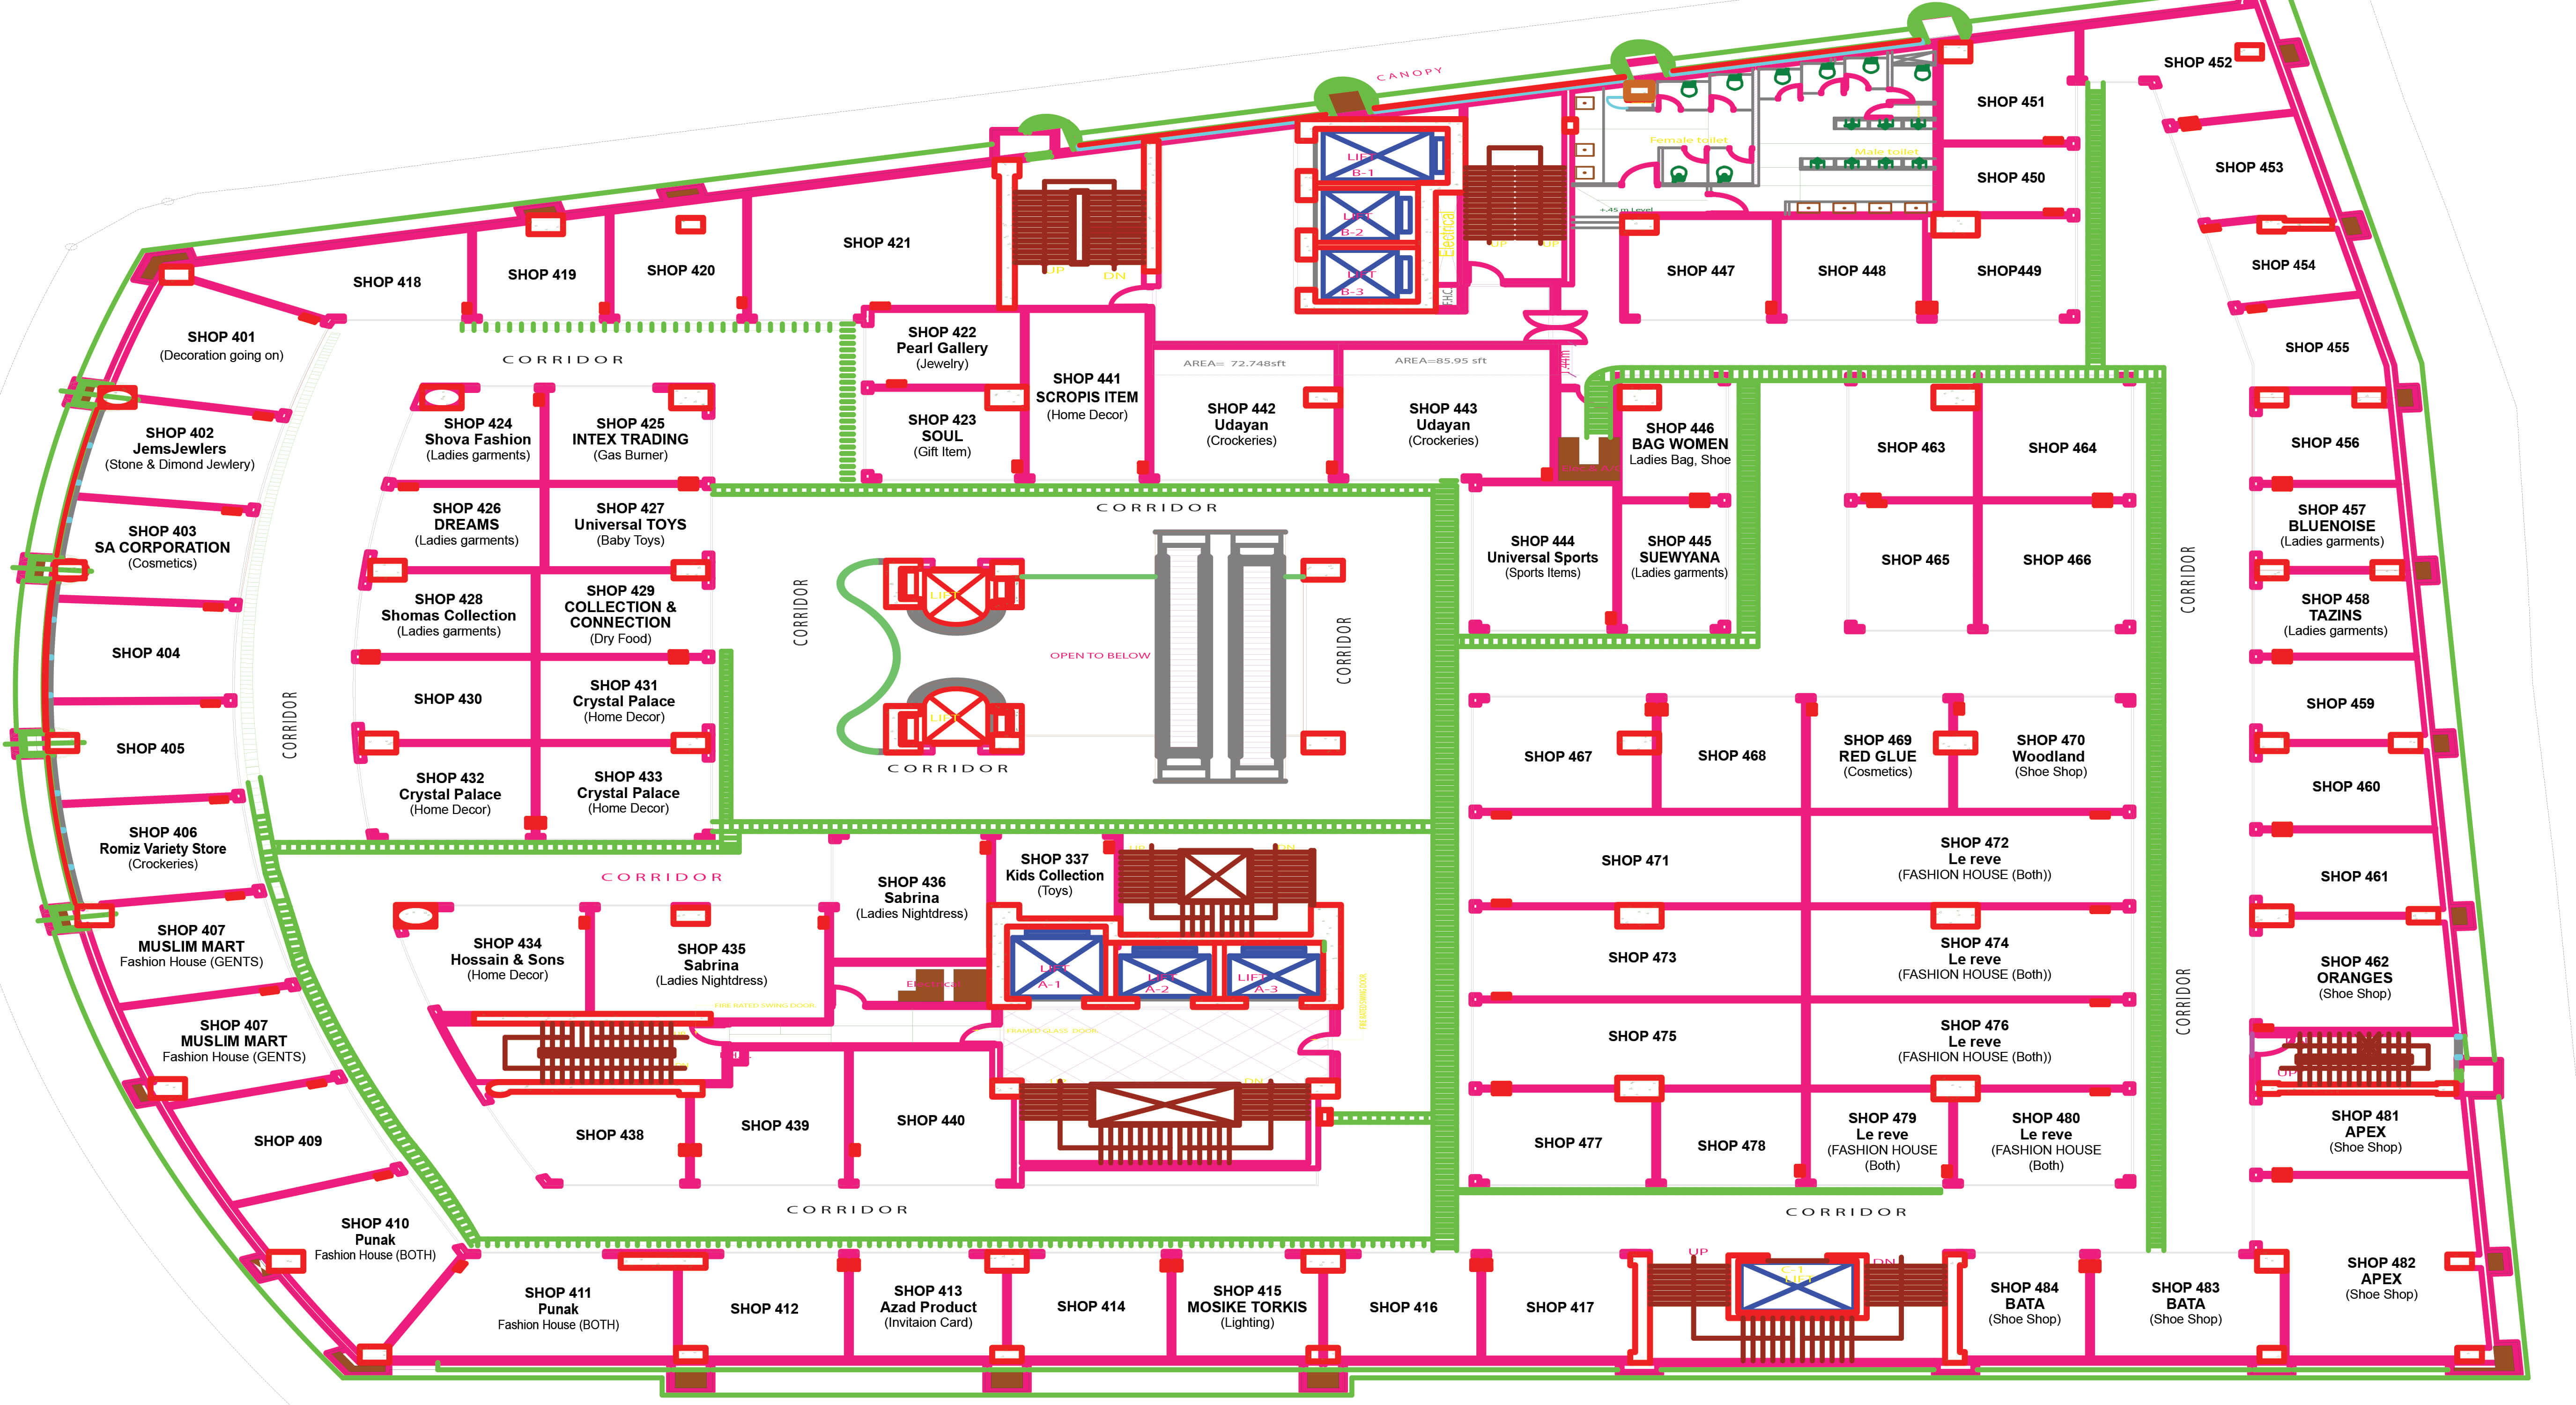 CANOPY
SHOP 452
SHOP 451
SHOP 453
SHOP 450
Female toilet
Male toilet
+.45 m Level
LIFT
B-1
LIFT
B-2
LIFT
B-3
Electrical
F.H.C
UP
DN
UP
UP
SHOP 418
SHOP 419
SHOP 420
SHOP 421
SHOP 447
SHOP 448
SHOP449
SHOP 454
SHOP 455
SHOP 401
(Decoration going on)
CORRIDOR
SHOP 422
Pearl Gallery
(Jewelry)
SHOP 441
SCROPIS ITEM
(Home Decor)
AREA= 72.748sft
AREA=85.95 sft
SHOP 442
Udayan
(Crockeries)
SHOP 443
Udayan
(Crockeries)
SHOP 423
SOUL
(Gift Item)
SHOP 402
JemsJewlers
(Stone & Dimond Jewlery)
SHOP 424
Shova Fashion
(Ladies garments)
SHOP 425
INTEX TRADING
(Gas Burner)
SHOP 446
BAG WOMEN
Ladies Bag, Shoe
SHOP 463
SHOP 464
SHOP 456
SHOP 403
SA CORPORATION
(Cosmetics)
SHOP 426
DREAMS
(Ladies garments)
SHOP 427
Universal TOYS
(Baby Toys)
CORRIDOR
SHOP 444
Universal Sports
(Sports Items)
SHOP 445
SUEWYANA
(Ladies garments)
SHOP 465
SHOP 466
CORRIDOR
SHOP 457
BLUENOISE
(Ladies garments)
SHOP 428
Shomas Collection
(Ladies garments)
SHOP 429
COLLECTION &
CONNECTION
(Dry Food)
CORRIDOR
LIFT
OPEN TO BELOW
CORRIDOR
SHOP 458
TAZINS
(Ladies garments)
SHOP 404
CORRIDOR
SHOP 430
SHOP 431
Crystal Palace
(Home Decor)
LIFT
CORRIDOR
SHOP 459
SHOP 405
SHOP 432
Crystal Palace
(Home Decor)
SHOP 433
Crystal Palace
(Home Decor)
SHOP 467
SHOP 468
SHOP 469
RED GLUE
(Cosmetics)
SHOP 470
Woodland
(Shoe Shop)
SHOP 460
SHOP 406
Romiz Variety Store
(Crockeries)
CORRIDOR
SHOP 436
Sabrina
(Ladies Nightdress)
SHOP 337
Kids Collection
(Toys)
UP
DN
SHOP 471
SHOP 472
Le reve
(FASHION HOUSE (Both))
SHOP 461
SHOP 407
MUSLIM MART
Fashion House (GENTS)
SHOP 434
Hossain & Sons
(Home Decor)
SHOP 435
Sabrina
(Ladies Nightdress)
Electrical
LIFT
A-1
LIFT
A-2
LIFT
A-3
SHOP 473
SHOP 474
Le reve
(FASHION HOUSE (Both))
CORRIDOR
SHOP 462
ORANGES
(Shoe Shop)
FIRE RATED SWING DOOR
FIRE RATED SWING DOOR
FRAMED GLASS DOOR
SHOP 407
MUSLIM MART
Fashion House (GENTS)
SHOP 475
SHOP 476
Le reve
(FASHION HOUSE (Both))
UP
UP
DN
SHOP 409
SHOP 438
SHOP 439
SHOP 440
SHOP 477
SHOP 478
SHOP 479
Le reve
(FASHION HOUSE
(Both)
SHOP 480
Le reve
(FASHION HOUSE
(Both)
SHOP 481
APEX
(Shoe Shop)
SHOP 410
Punak
Fashion House (BOTH)
CORRIDOR
CORRIDOR
SHOP 411
Punak
Fashion House (BOTH)
SHOP 412
SHOP 413
Azad Product
(Invitaion Card)
SHOP 414
SHOP 415
MOSIKE TORKIS
(Lighting)
SHOP 416
SHOP 417
UP
C-1
LIFT
DN
SHOP 484
BATA
(Shoe Shop)
SHOP 483
BATA
(Shoe Shop)
SHOP 482
APEX
(Shoe Shop)